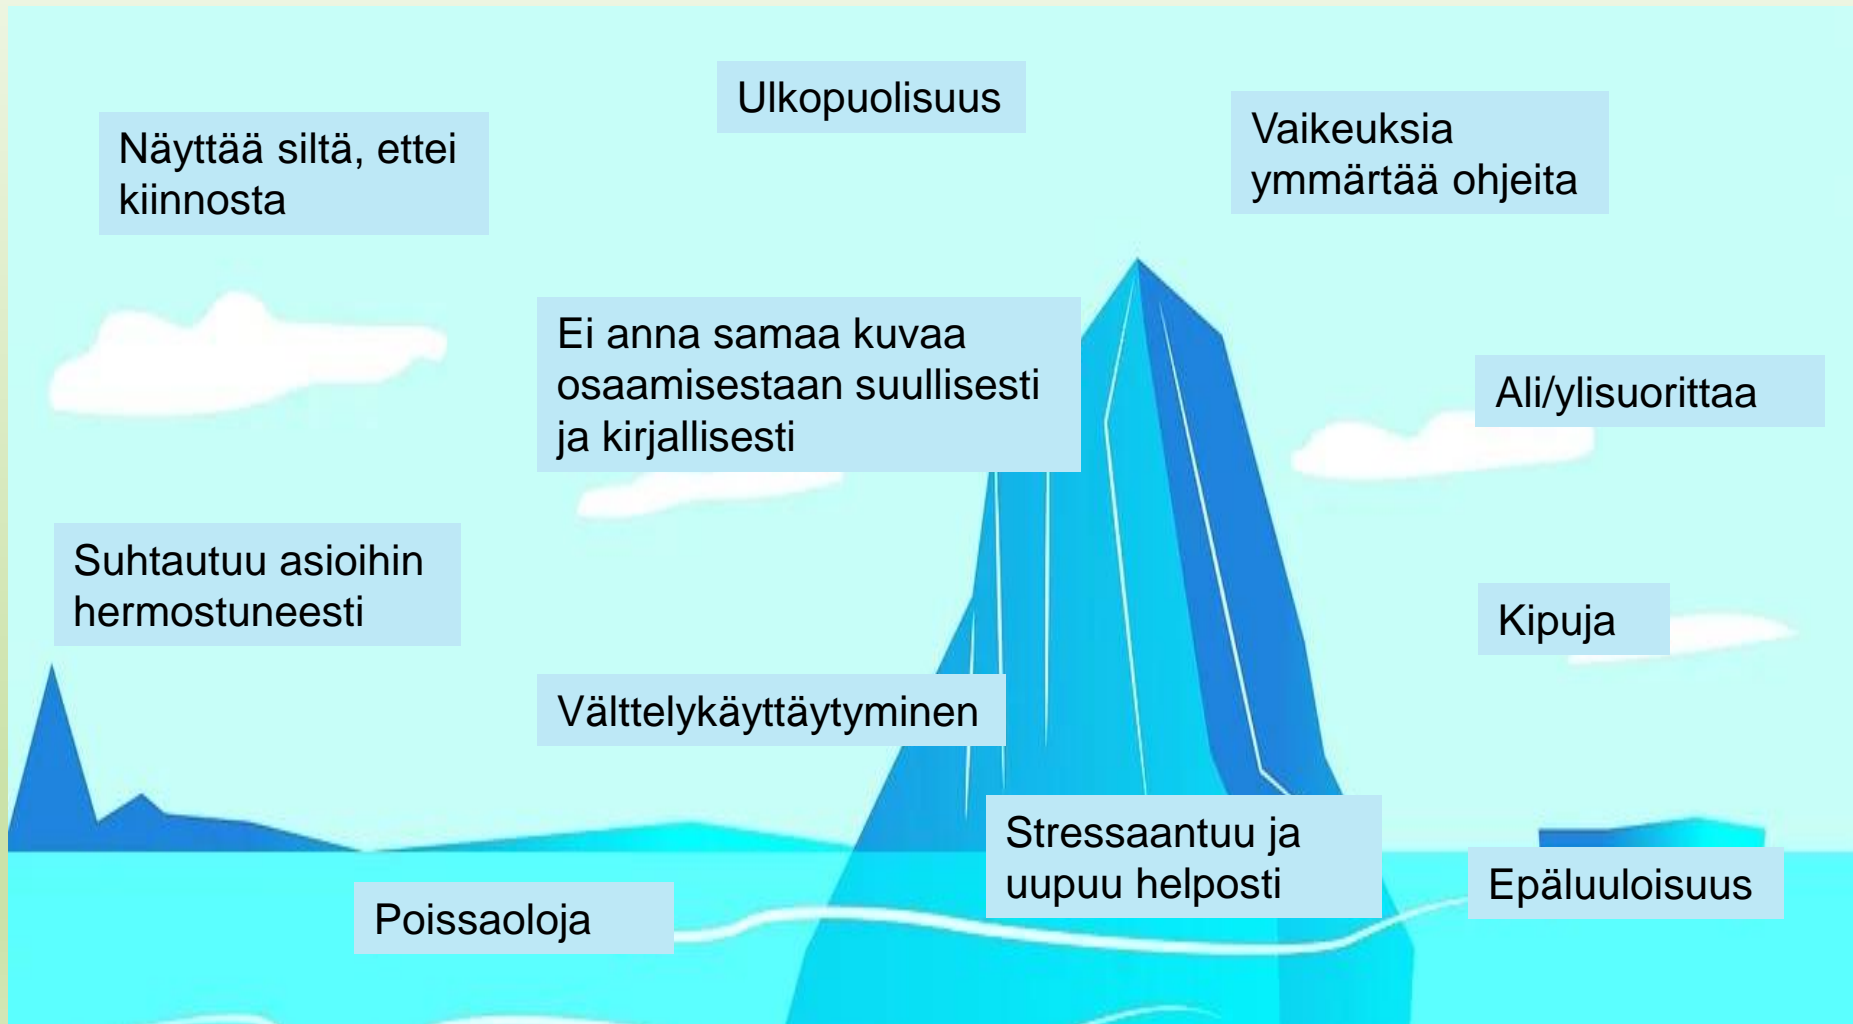 Ulkopuolisuus
Näyttää siltä, ettei
kiinnosta
Vaikeuksia
ymmärtää ohjeita
Ei anna samaa kuvaa
osaamisestaan suullisesti
ja kirjallisesti
Ali/ylisuorittaa
Suhtautuu asioihin
hermostuneesti
Kipuja
Välttelykäyttäytyminen
Stressaantuu ja
uupuu helposti
Epäluuloisuus
Poissaoloja